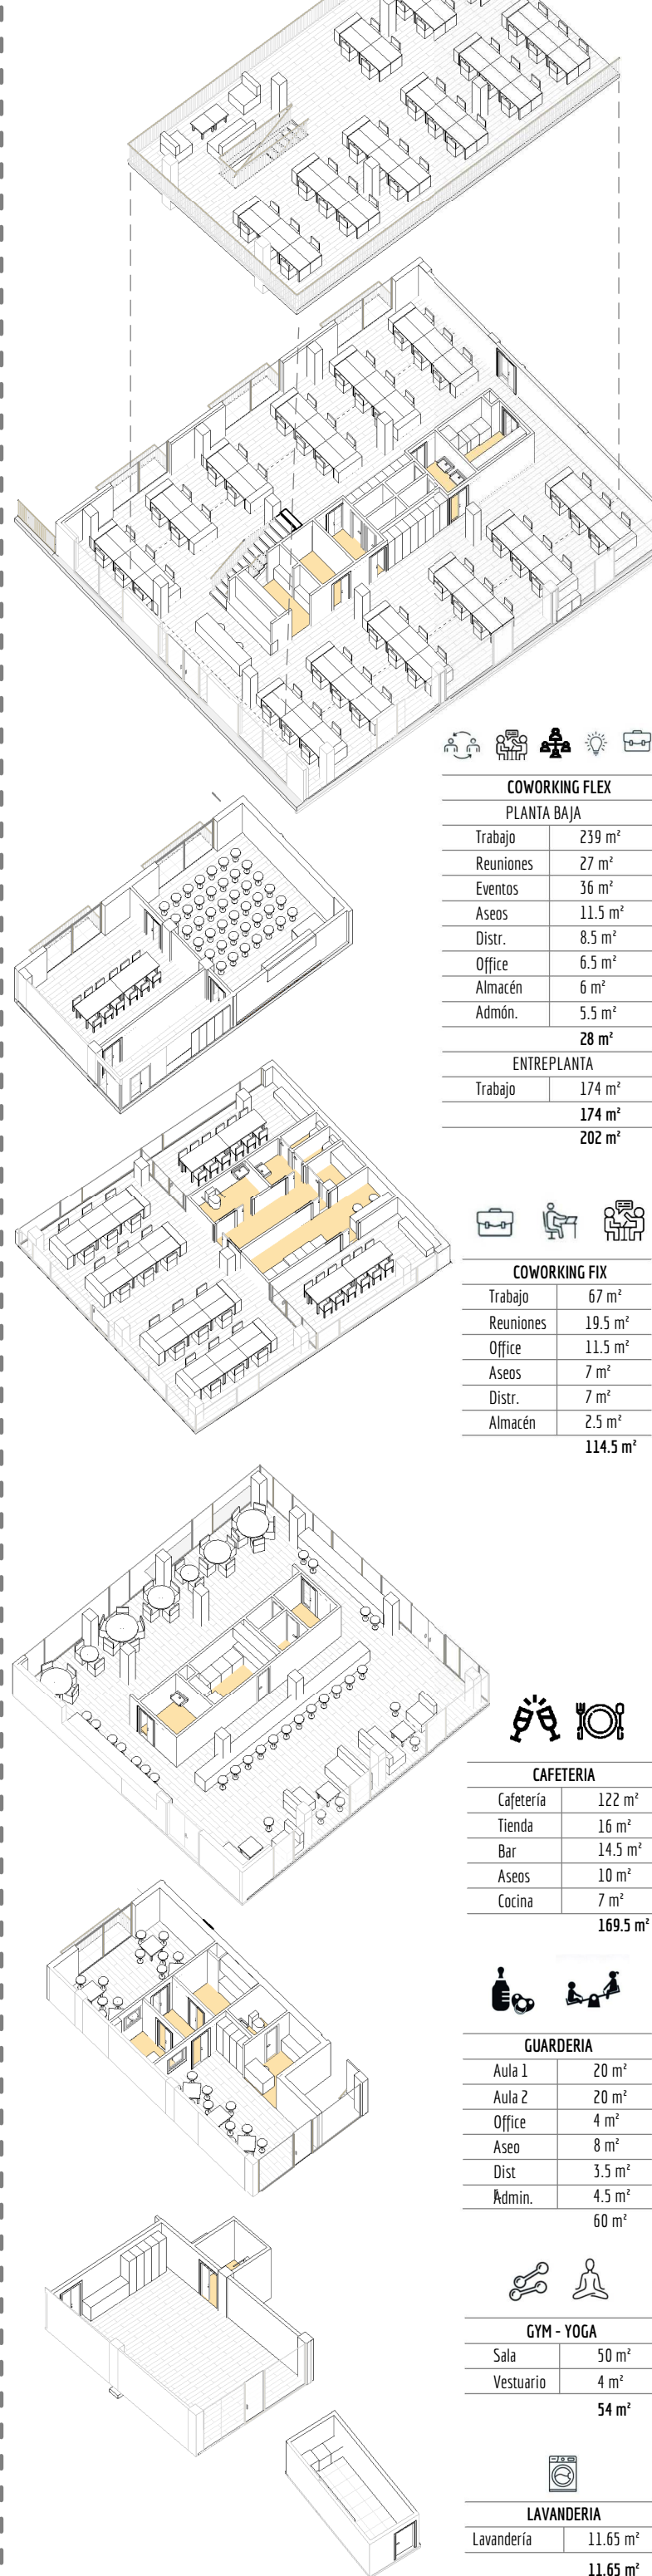 COWORKING FLEX
PLANTA BAJA
Trabajo 239 m²
Reuniones 27 m²
Eventos 36 m²
Aseos 11.5 m²
Distr. 8.5 m²
Office 6.5 m²
Almacén 6 m²
Admón. 5.5 m²
28 m²
ENTREPLANTA
Trabajo 174 m²
174 m²
202 m²
COWORKING FIX
Trabajo 67 m²
Reuniones 19.5 m²
Office 11.5 m²
Aseos 7 m²
Distr. 7 m²
Almacén 2.5 m²
114.5 m²
CAFETERIA
Cafetería 122 m²
Tienda 16 m²
Bar 14.5 m²
Aseos 10 m²
Cocina 7 m²
169.5 m²
GUARDERIA
Aula 1 20 m²
Aula 2 20 m²
Office 4 m²
Aseo 8 m²
Dist 3.5 m²
Admin. 4.5 m²
60 m²
GYM - YOGA
Sala 50 m²
Vestuario 4 m²
54 m²
LAVANDERIA
Lavandería 11.65 m²
11.65 m²